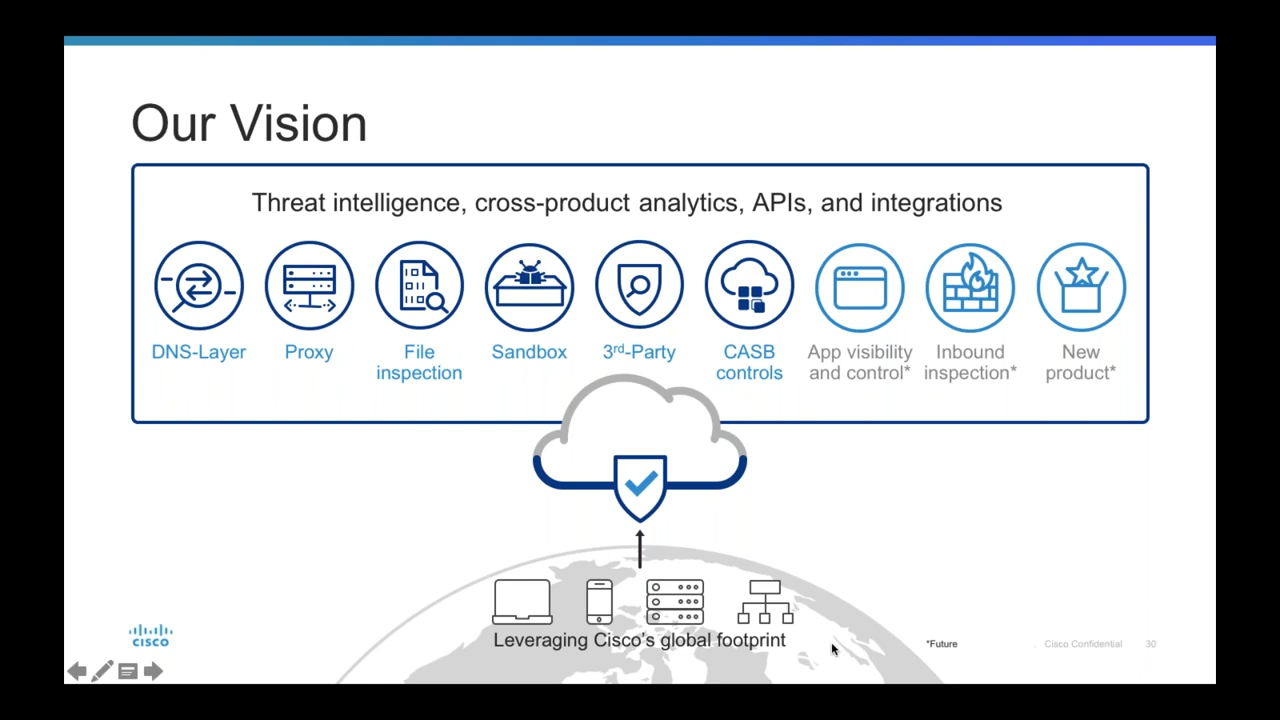 Our Vision
Threat intelligence, cross-product analytics, APIs, and integrations
DNS-Layer
Proxy
File
inspection
Sandbox
3rd-Party
CASB
controls
App visibility
and control*
Inbound
inspection*
New
product*
Leveraging Cisco's global footprint
CISCO
*Future
Cisco Confidential
30